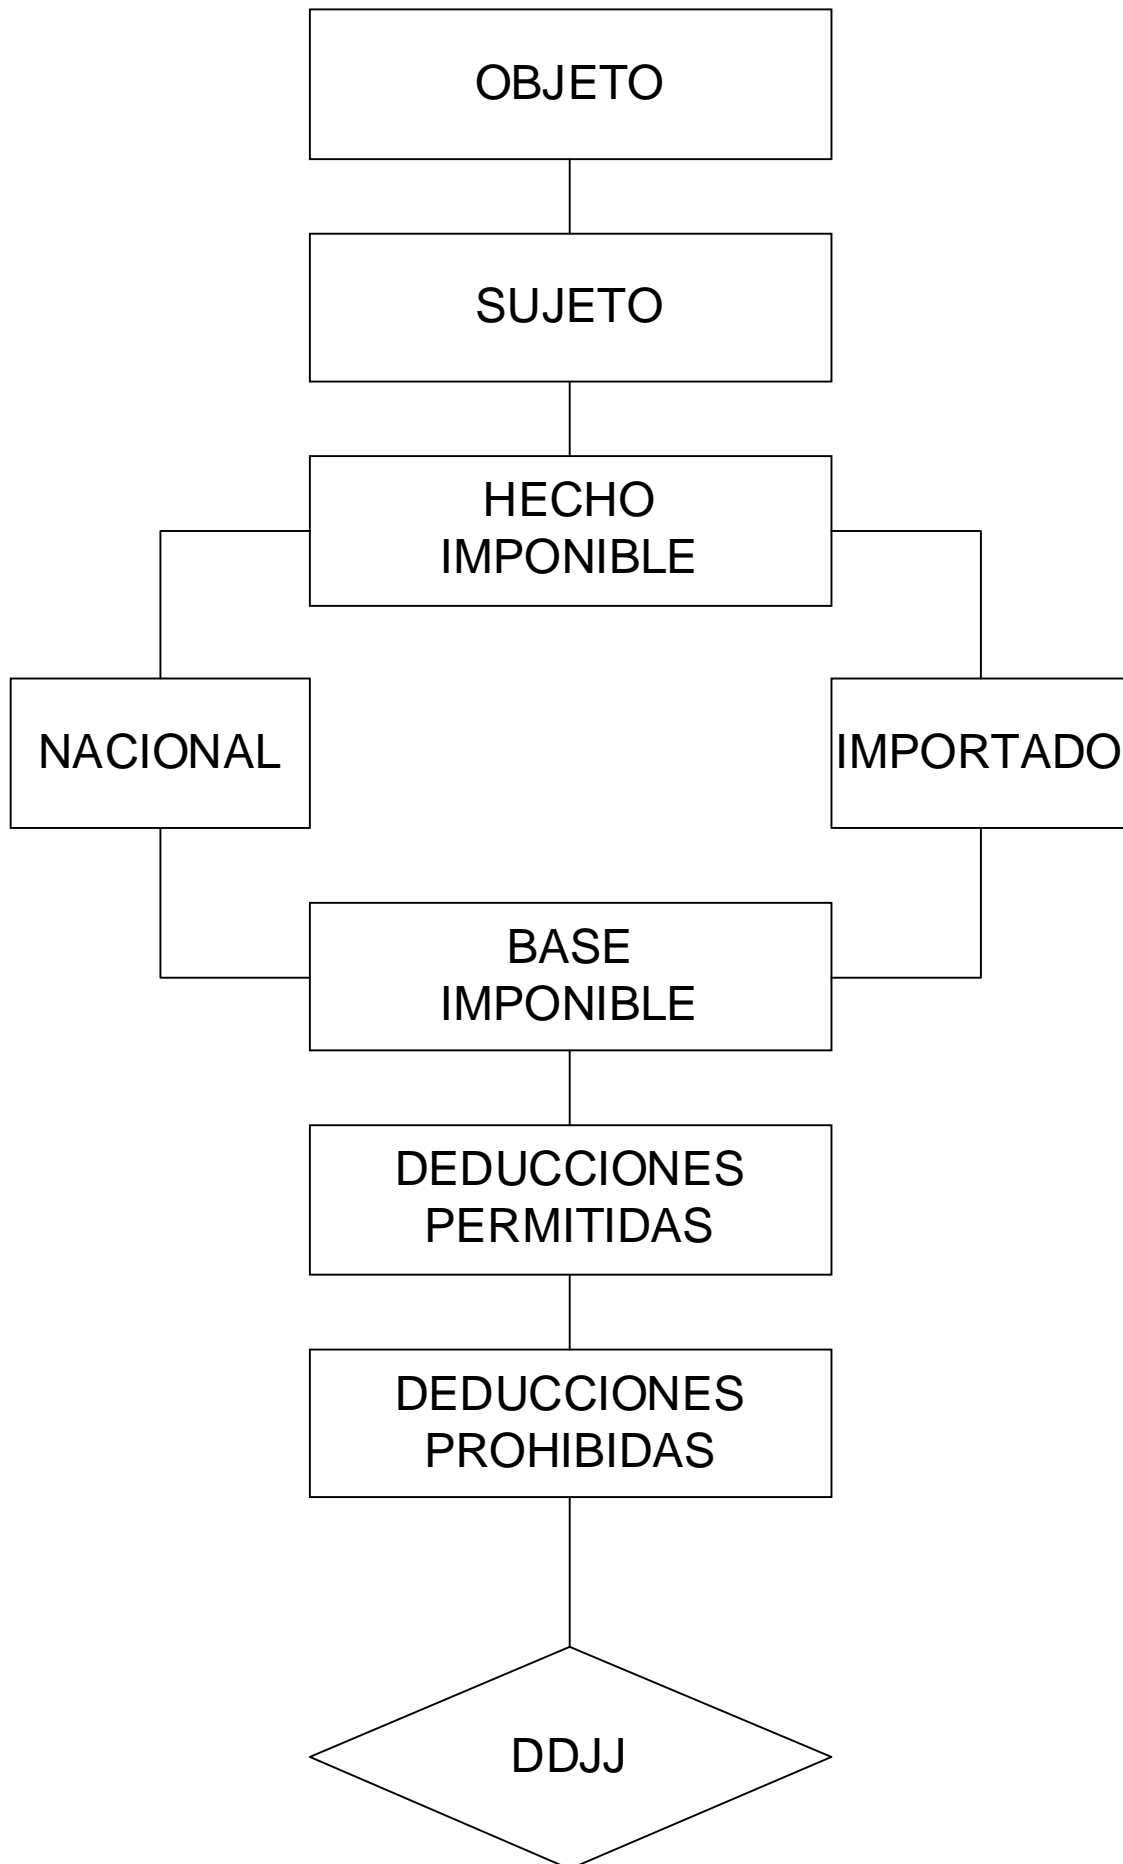 OBJETO
SUJETO
HECHO
IMPONIBLE
NACIONAL
IMPORTADO
BASE
IMPONIBLE
DEDUCCIONES
PERMITIDAS
DEDUCCIONES
PROHIBIDAS
DDJJ